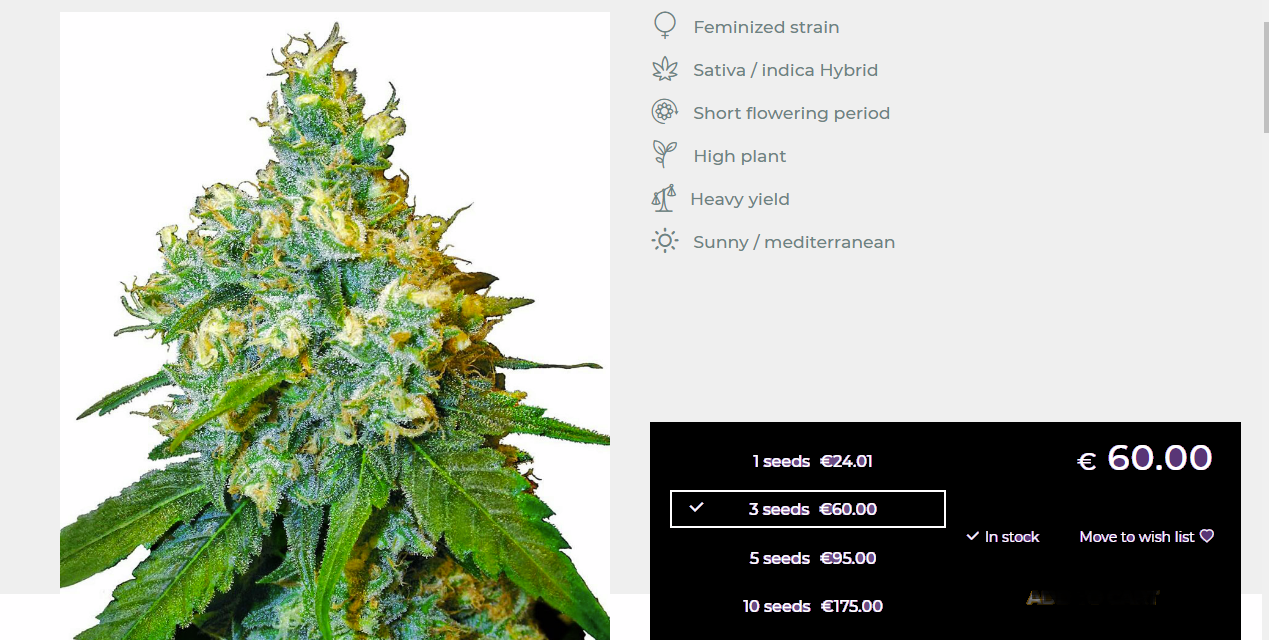 Feminized strain
Sativa / indica Hybrid
Short flowering period
High plant
Heavy yield
Sunny / mediterranean
1 seeds €24.01
€ 60.00
3 seeds €60.00
In stock
Move to wish list
5 seeds €95.00
10 seeds €175.00